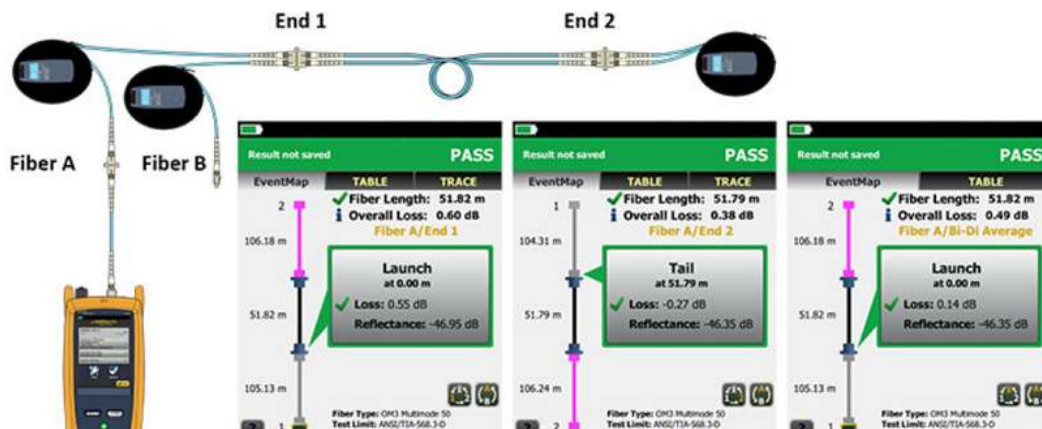 End 1
End 2
Fiber A
Fiber B
Result not saved PASS
EventMap TABLE TRACE
2
Fiber Length: 51.82 m
Overall Loss: 0.60 dB
Fiber A/End 1
106.18 m
Launch
at 0.00 m
Loss: 0.55 dB
Reflectance: -46.95 dB
51.82 m
105.13 m
Fiber Type: OM3 Multimode 50
Test Limit: ANSI/TIA-568.3-D
? 1
Result not saved PASS
EventMap TABLE TRACE
1
Fiber Length: 51.79 m
Overall Loss: 0.38 dB
Fiber A/End 2
104.31 m
Tail
at 51.79 m
Loss: -0.27 dB
Reflectance: -46.35 dB
51.79 m
106.24 m
Fiber Type: OM3 Multimode 50
Test Limit: ANSI/TIA-568.3-D
? 2
Result not saved PASS
EventMap TABLE
2
Fiber Length: 51.82 m
Overall Loss: 0.49 dB
Fiber A/Bi-Di Average
106.18 m
Launch
at 0.00 m
Loss: 0.14 dB
Reflectance: -46.35 dB
51.82 m
105.13 m
Fiber Type: OM3 Multimode 50
Test Limit: ANSI/TIA-568.3-D
? 1